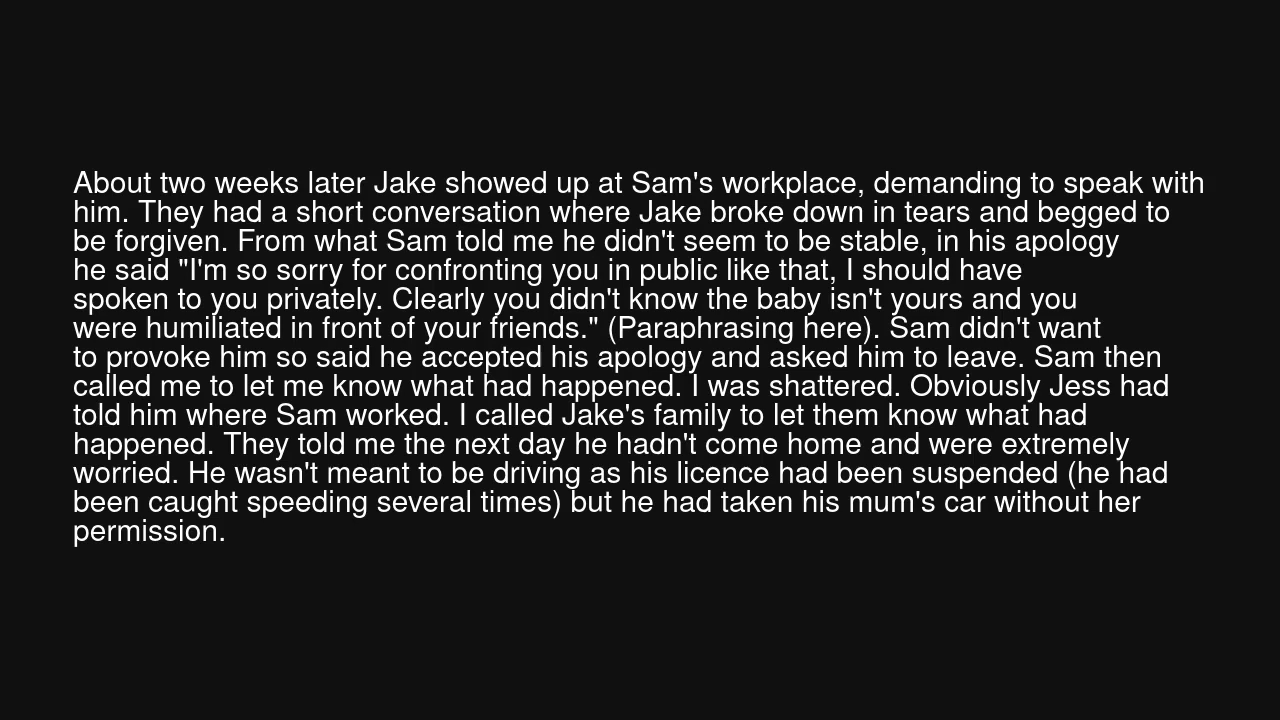 About two weeks later Jake showed up at Sam's workplace, demanding to speak with
him. They had a short conversation where Jake broke down in tears and begged to
be forgiven. From what Sam told me he didn't seem to be stable, in his apology
he said "I'm so sorry for confronting you in public like that, I should have
spoken to you privately. Clearly you didn't know the baby isn't yours and you
were humiliated in front of your friends." (Paraphrasing here). Sam didn't want
to provoke him so said he accepted his apology and asked him to leave. Sam then
called me to let me know what had happened. I was shattered. Obviously Jess had
told him where Sam worked. I called Jake's family to let them know what had
happened. They told me the next day he hadn't come home and were extremely
worried. He wasn't meant to be driving as his licence had been suspended (he had
been caught speeding several times) but he had taken his mum's car without her
permission.